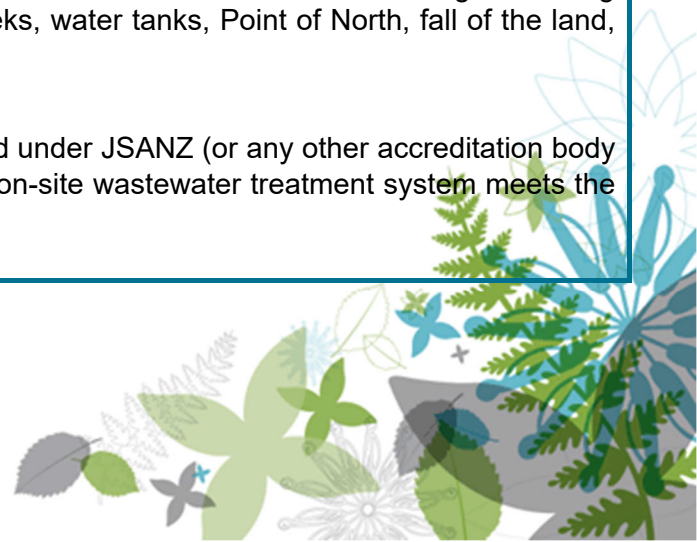 eks, water tanks, Point of North, fall of the land,
d under JSANZ (or any other accreditation body
on-site wastewater treatment system meets the